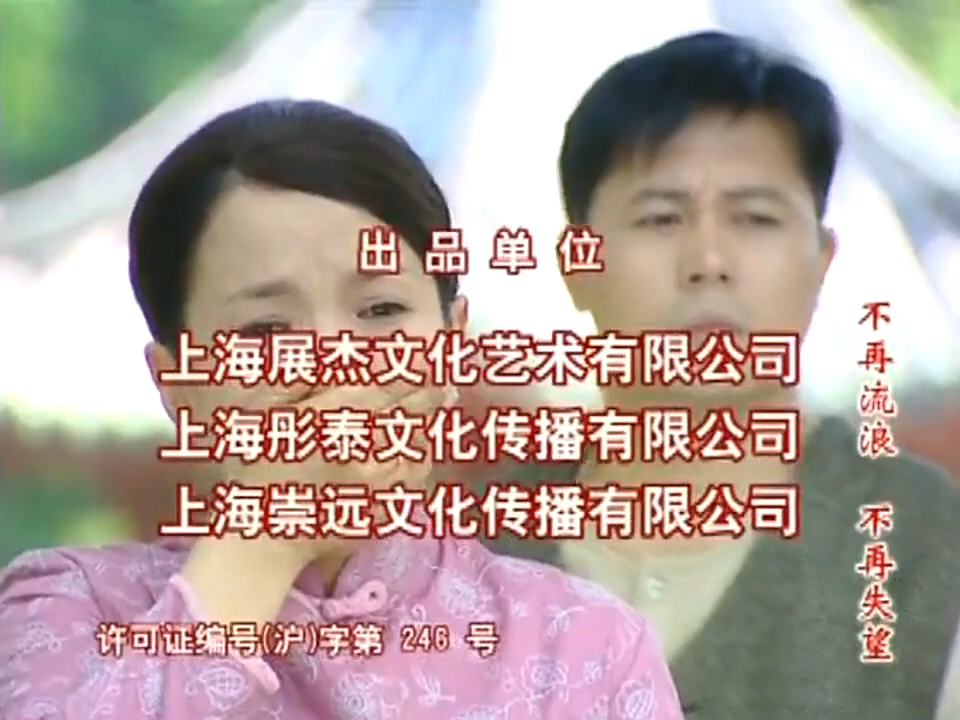 出品单位
上海展杰文化艺术有限公司
上海彤泰文化传播有限公司
上海崇远文化传播有限公司
不再流浪 不再失望
许可证编号(沪)字第 246 号